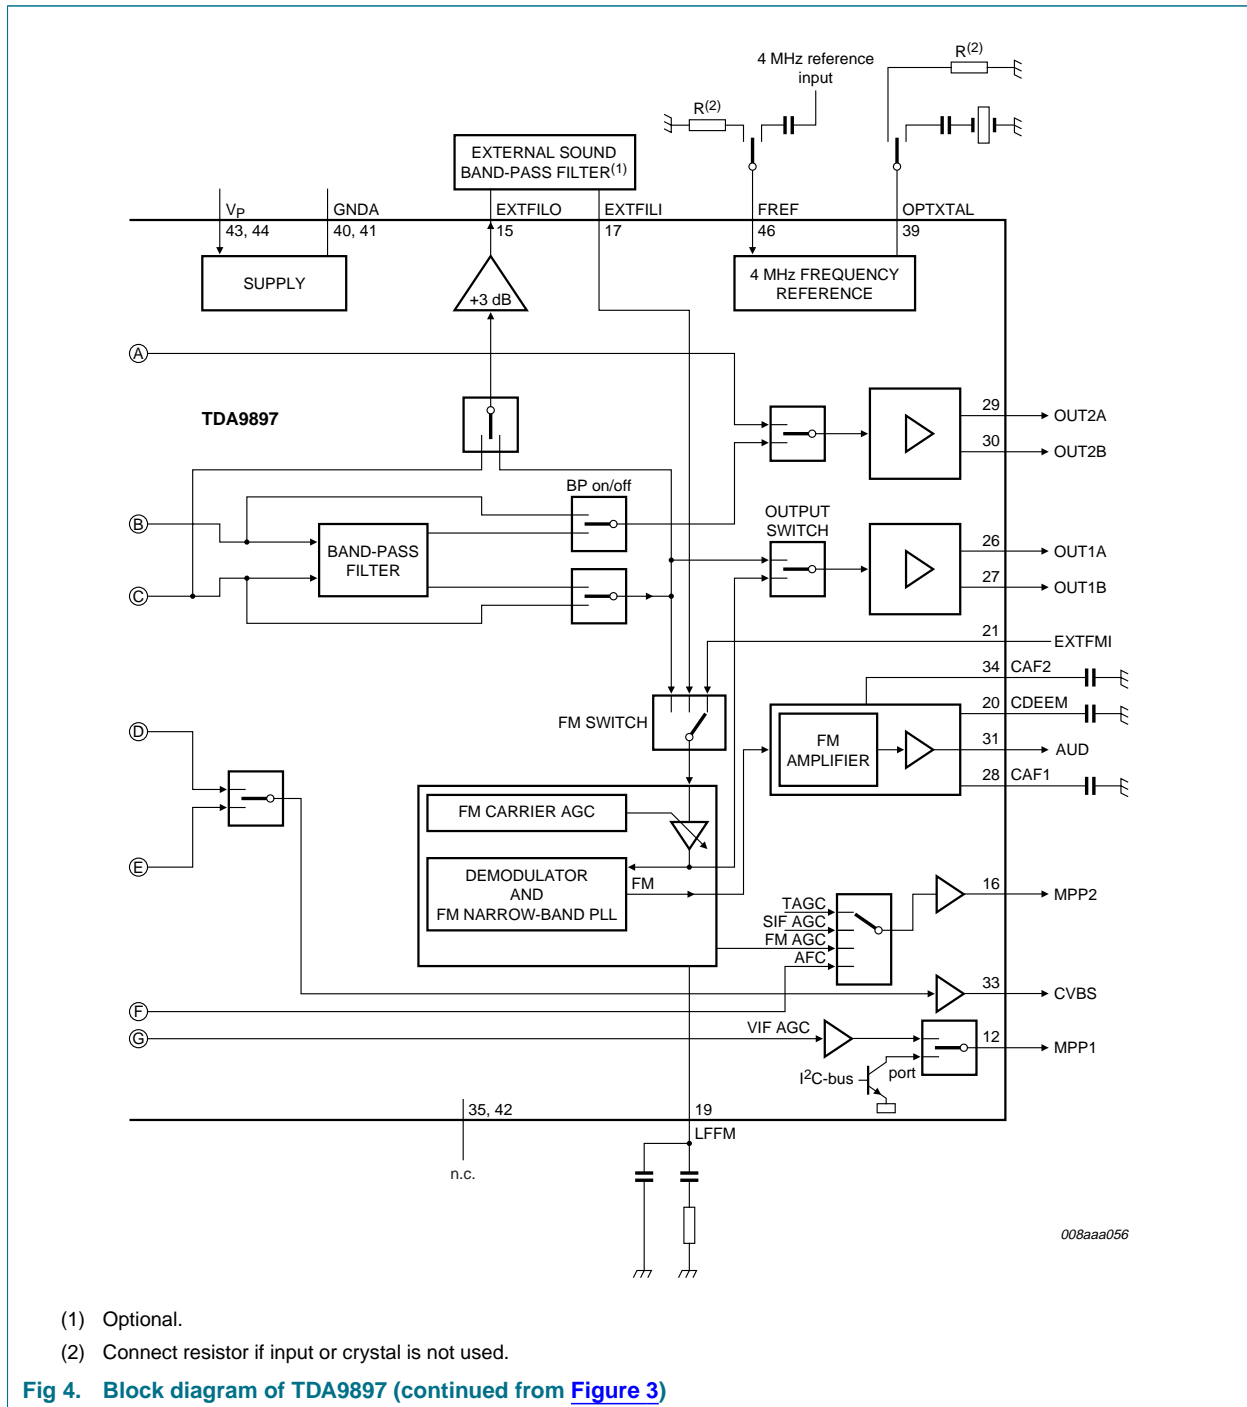 4 MHz reference
input
R(2)
R(2)
EXTERNAL SOUND
BAND-PASS FILTER(1)
VP
GNDA
EXTFILO
EXTFILI
FREF
OPTXTAL
43, 44
40, 41
15
17
46
39
SUPPLY
+3 dB
4 MHz FREQUENCY
REFERENCE
A
TDA9897
29
OUT2A
30
OUT2B
BP on/off
B
BAND-PASS
FILTER
C
OUTPUT
SWITCH
26
OUT1A
27
OUT1B
21
EXTFMI
34
CAF2
20
CDEEM
FM SWITCH
FM
AMPLIFIER
31
AUD
28
CAF1
D
E
FM CARRIER AGC
DEMODULATOR
AND
FM NARROW-BAND PLL
FM
TAGC
SIF AGC
FM AGC
AFC
16
MPP2
33
CVBS
F
G
VIF AGC
12
MPP1
I2C-bus
port
35, 42
19
LFFM
n.c.
008aaa056
(1) Optional.
(2) Connect resistor if input or crystal is not used.
Fig 4. Block diagram of TDA9897 (continued from Figure 3)